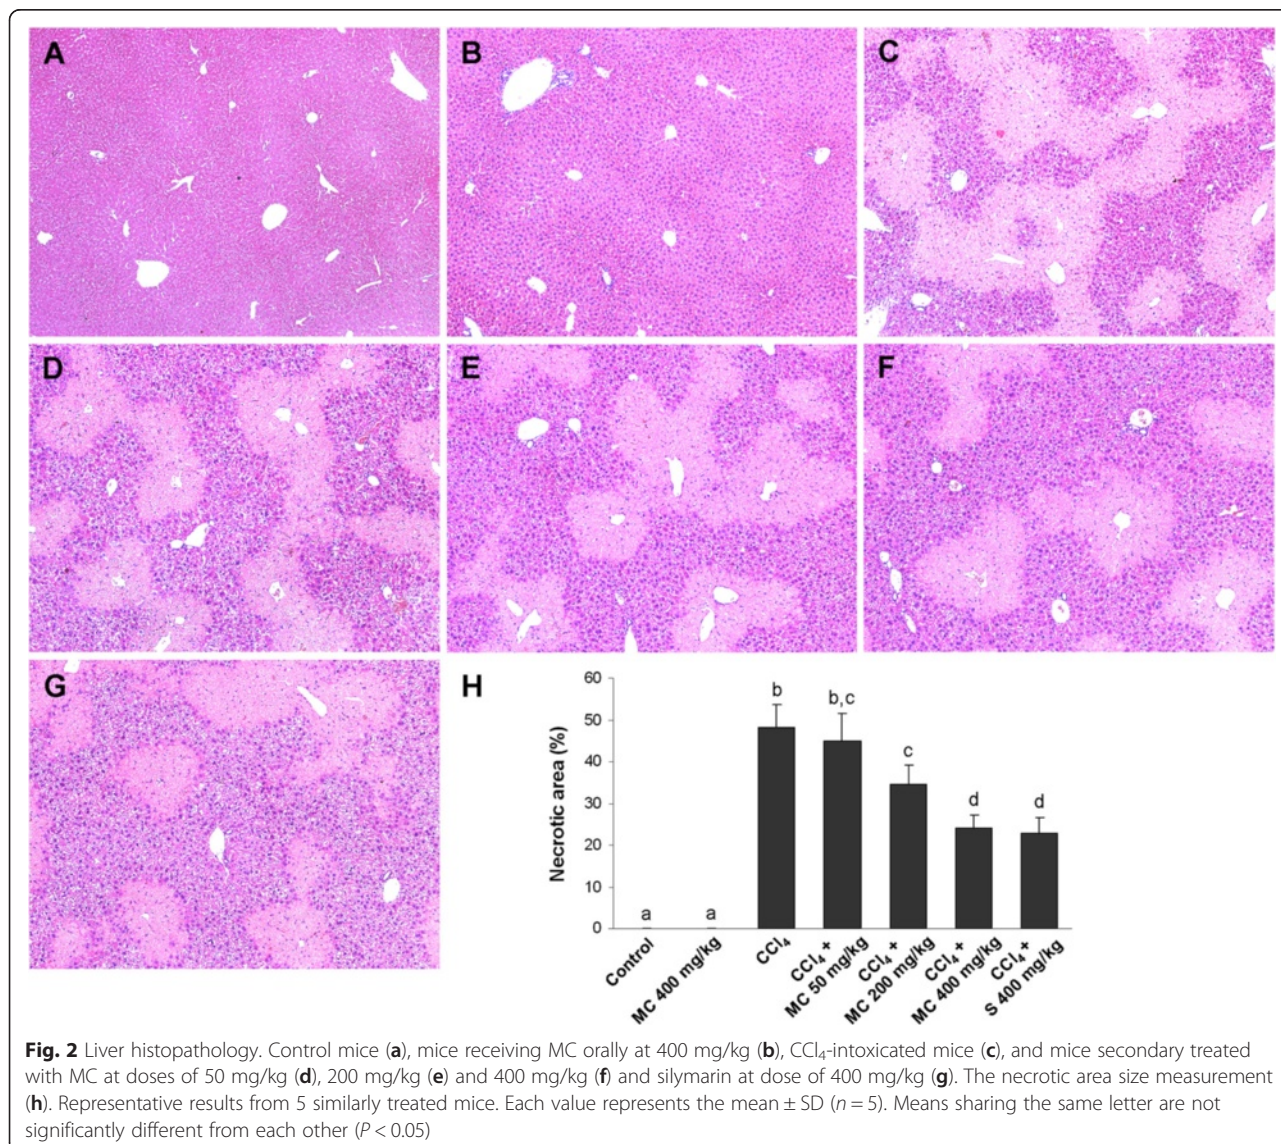 A
B
C
D
E
F
G
H
60
50
40
30
20
10
0
Necrotic area (%)
a
a
b
b,c
c
d
d
Control
MC 400 mg/kg
CCl₄
CCl₄ +
MC 50 mg/kg
CCl₄ +
MC 200 mg/kg
CCl₄ +
MC 400 mg/kg
CCl₄ +
S 400 mg/kg
Fig. 2 Liver histopathology. Control mice (a), mice receiving MC orally at 400 mg/kg (b), CCl₄-intoxicated mice (c), and mice secondary treated
with MC at doses of 50 mg/kg (d), 200 mg/kg (e) and 400 mg/kg (f) and silymarin at dose of 400 mg/kg (g). The necrotic area size measurement
(h). Representative results from 5 similarly treated mice. Each value represents the mean ± SD (n = 5). Means sharing the same letter are not
significantly different from each other (P < 0.05)